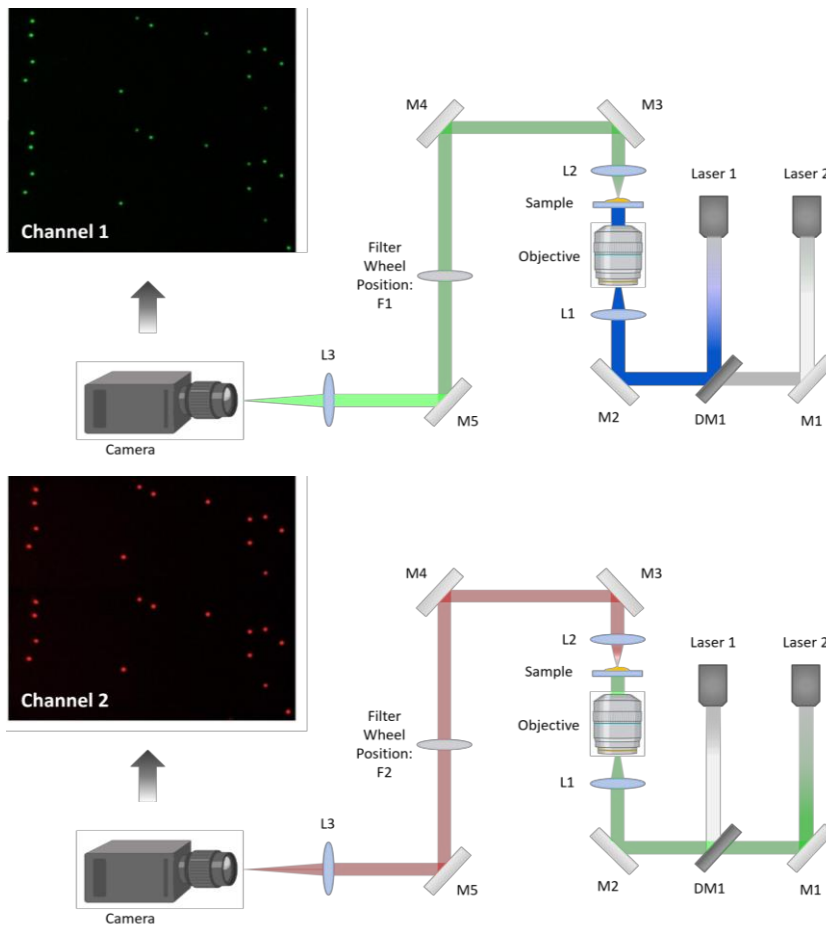 Channel 1
M4
M3
L2
Laser 1
Laser 2
Sample
Filter
Wheel
Position:
F1
Objective
L1
L3
M5
M2
DM1
M1
Camera
Channel 2
M4
M3
L2
Laser 1
Laser 2
Sample
Filter
Wheel
Position:
F2
Objective
L1
L3
M5
M2
DM1
M1
Camera